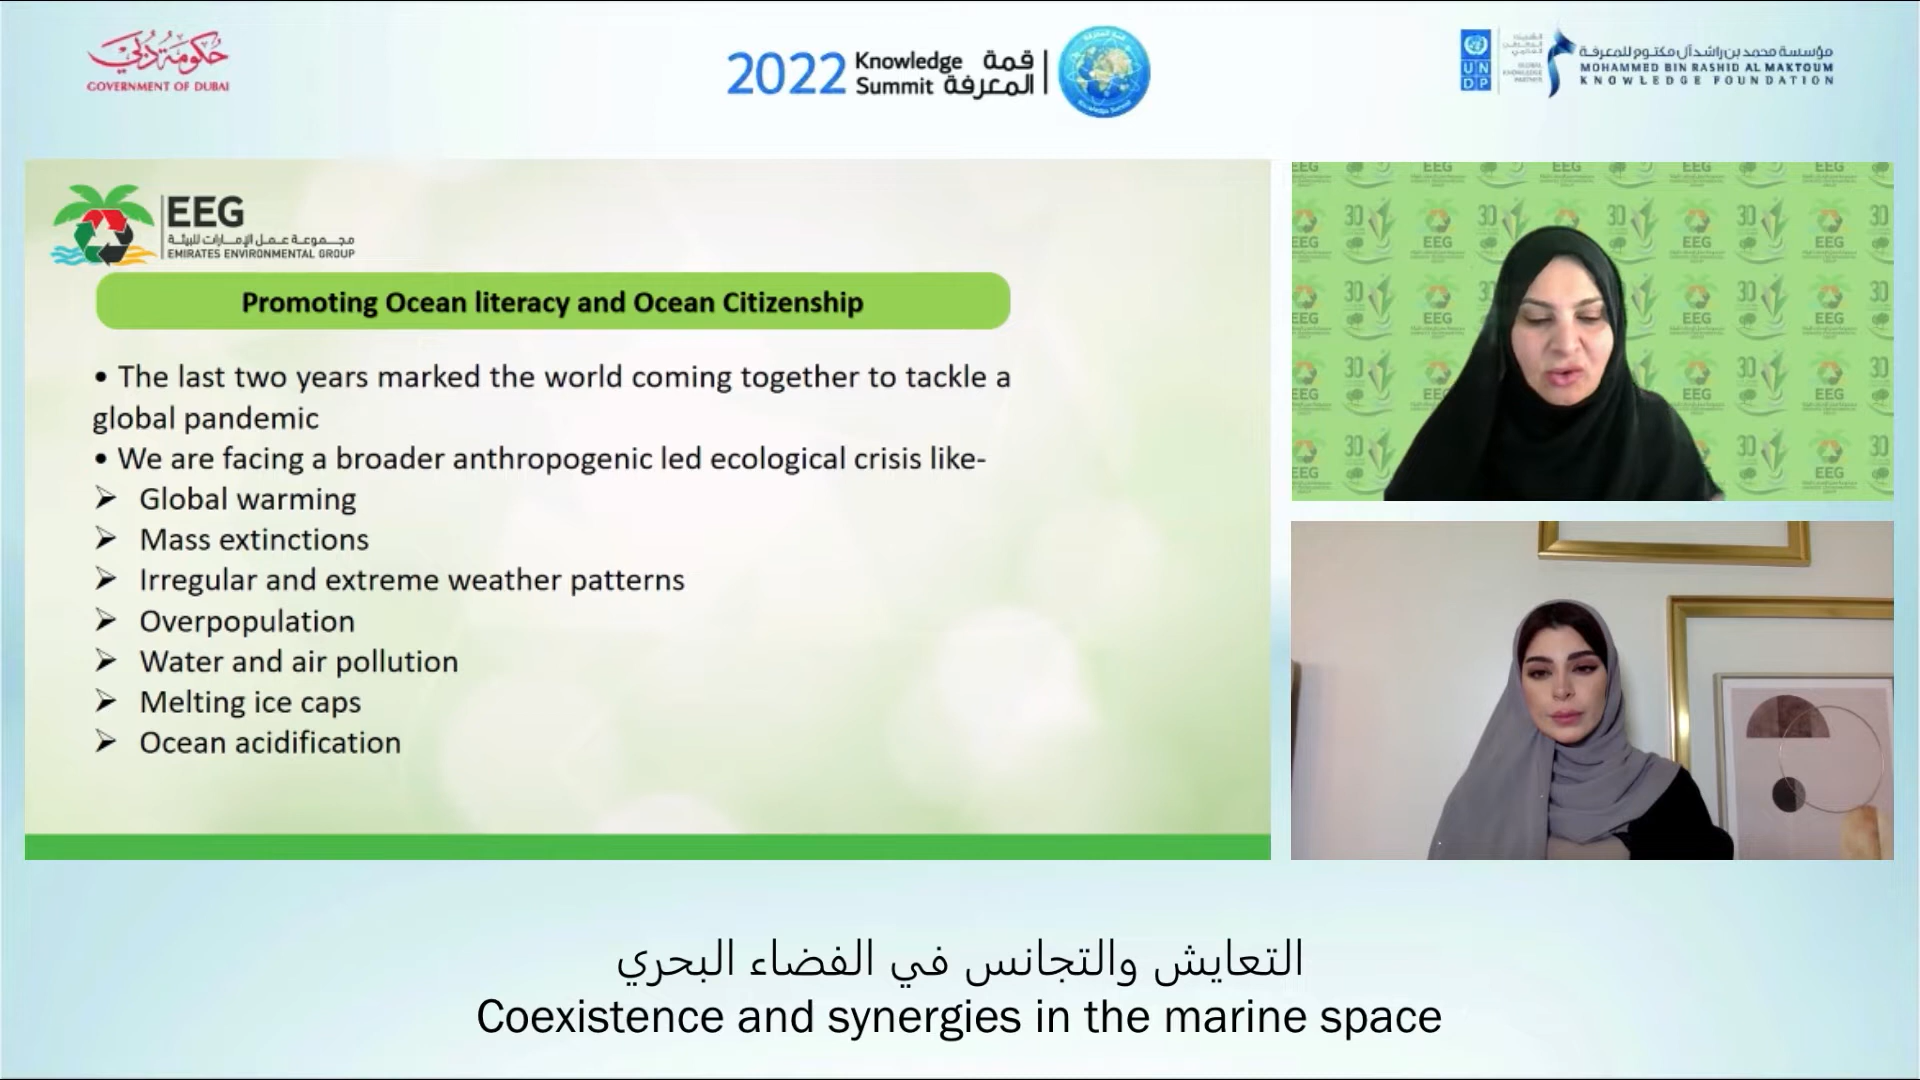 حكومة دبي
GOVERNMENT OF DUBAI
2022
Knowledge
Summit
قمة
المعرفة
UN
DP
مؤسسة محمد بن راشد آل مكتوم للمعرفة
MOHAMMED BIN RASHID AL MAKTOUM
KNOWLEDGE FOUNDATION
EEG
مجموعة عمل الإمارات للبيئة
EMIRATES ENVIRONMENTAL GROUP
Promoting Ocean literacy and Ocean Citizenship
• The last two years marked the world coming together to tackle a
global pandemic
• We are facing a broader anthropogenic led ecological crisis like-
➢ Global warming
➢ Mass extinctions
➢ Irregular and extreme weather patterns
➢ Overpopulation
➢ Water and air pollution
➢ Melting ice caps
➢ Ocean acidification
التعايش والتجانس في الفضاء البحري
Coexistence and synergies in the marine space